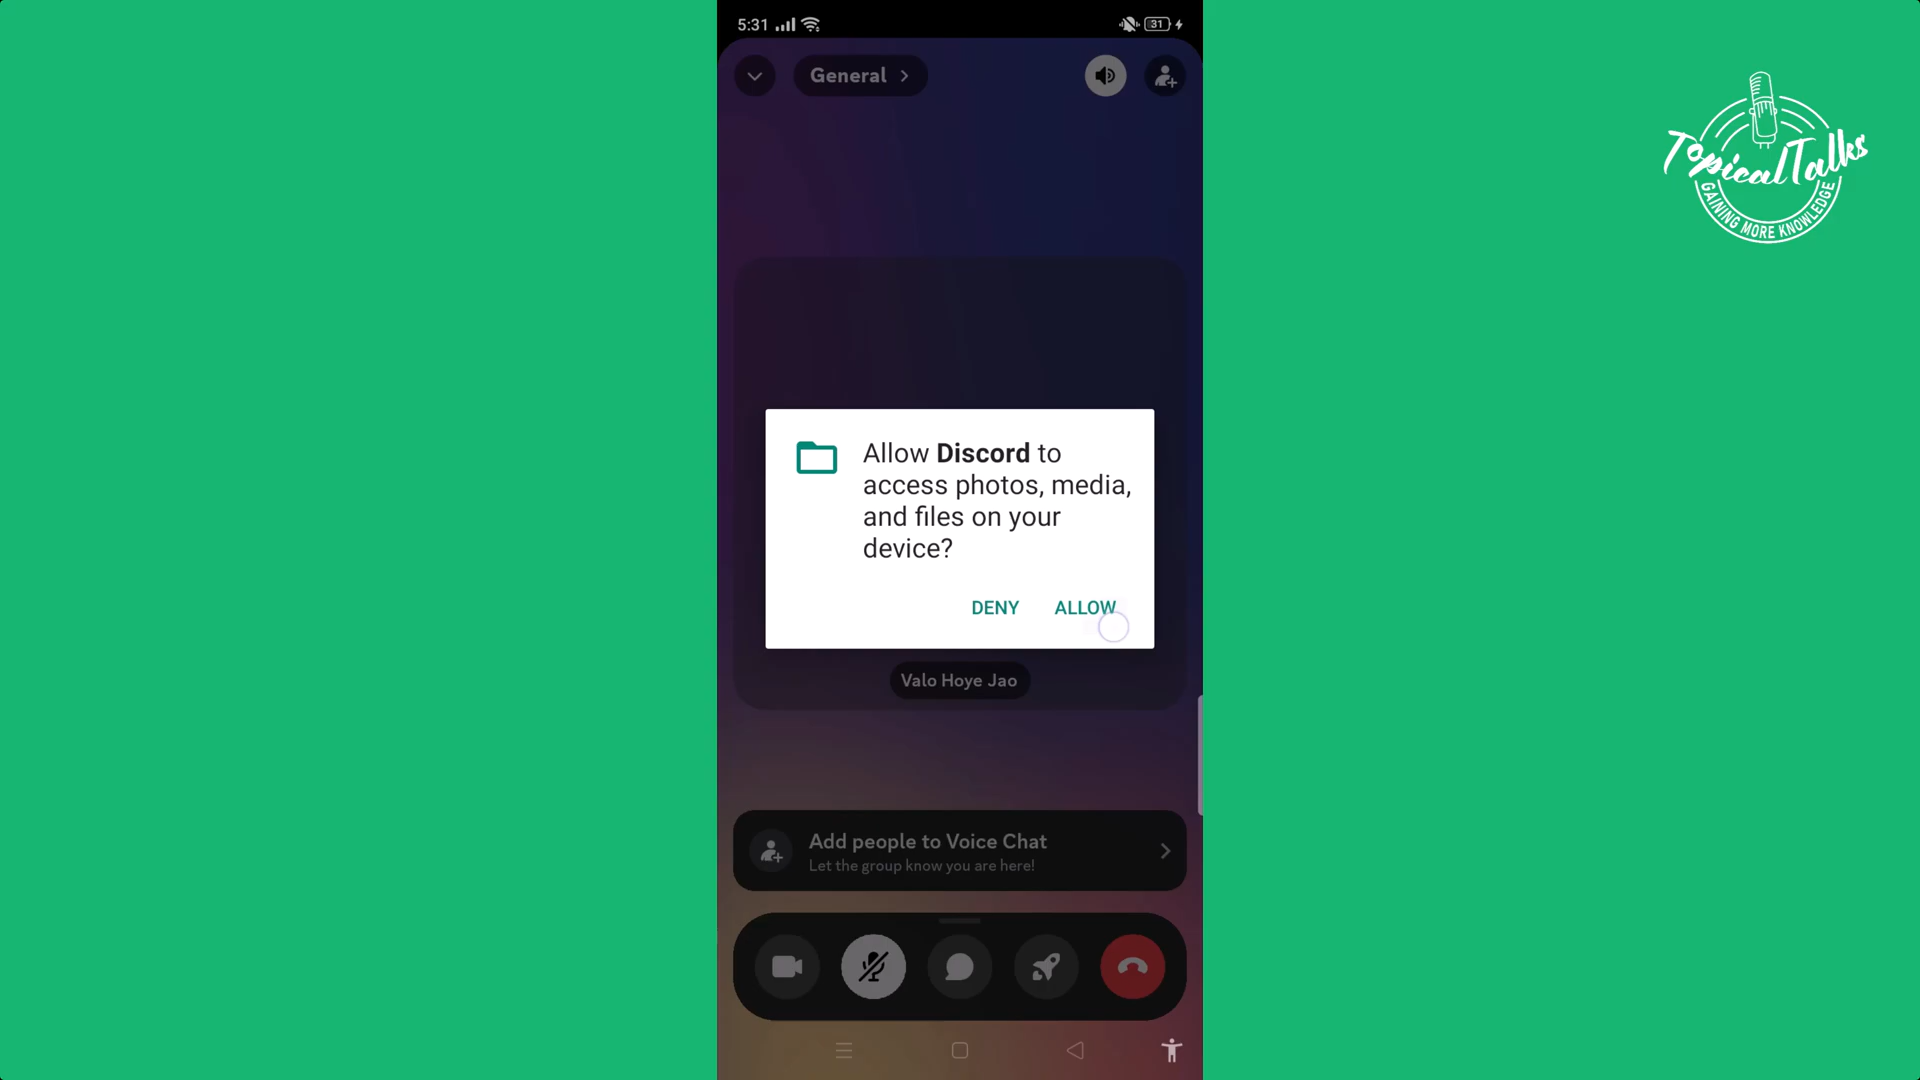 5:31
31
General
TopicalTalks
GAINING MORE KNOWLEDGE
Allow Discord to
access photos, media,
and files on your
device?
DENY ALLOW
Valo Hoye Jao
Add people to Voice Chat
Let the group know you are here!